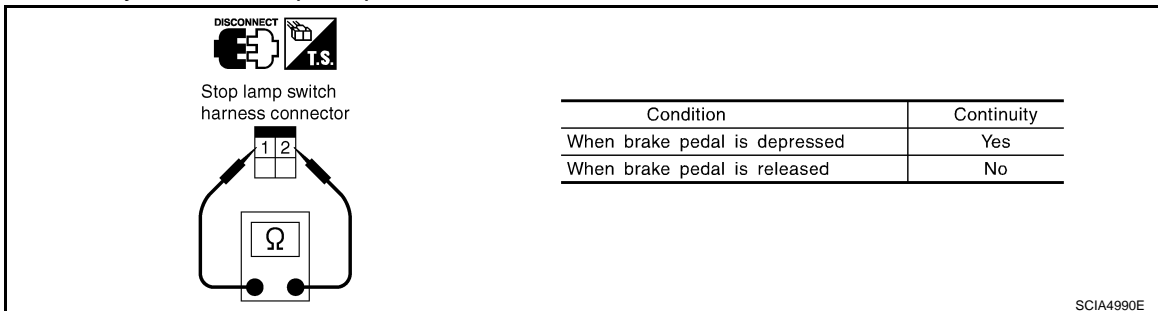 DISCONNECT
T.S.
Stop lamp switch
harness connector
1 2
Ω
Condition Continuity
When brake pedal is depressed Yes
When brake pedal is released No
SCIA4990E